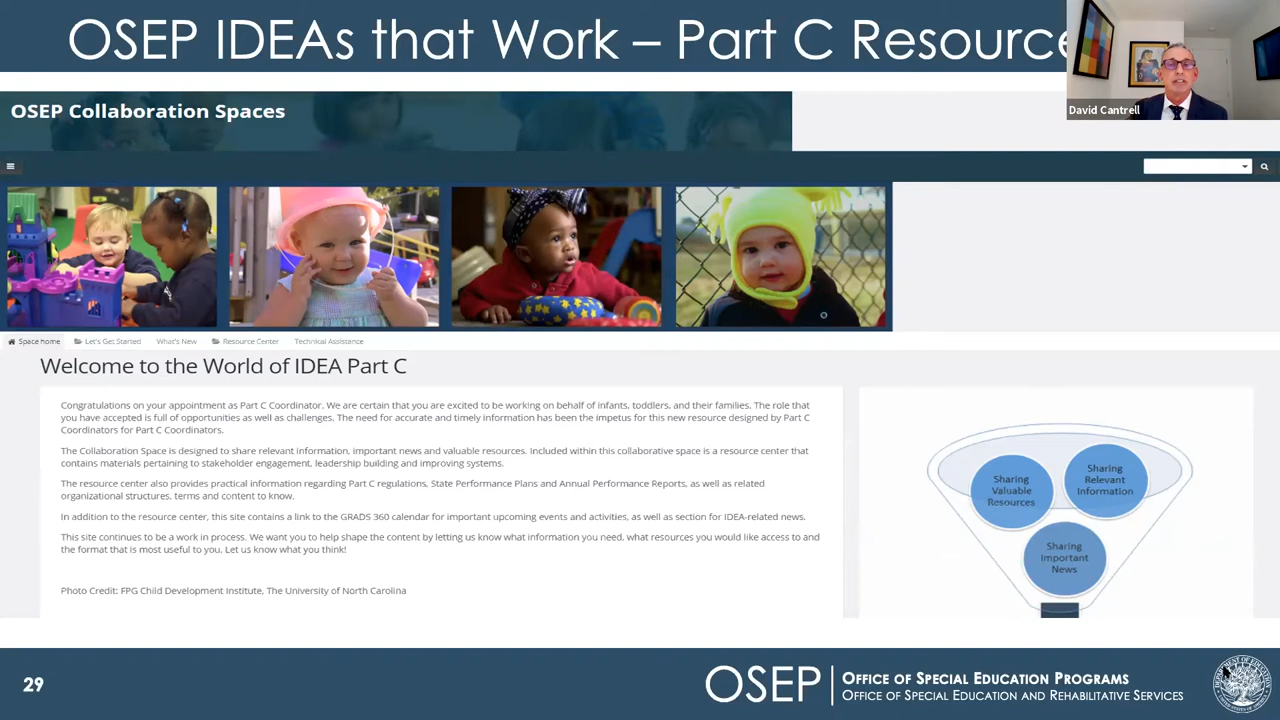 OSEP IDEAs that Work – Part C Resource
David Cantrell
OSEP Collaboration Spaces
Space home Let's Get Started What's New Resource Center Technical Assistance
Welcome to the World of IDEA Part C
Congratulations on your appointment as Part C Coordinator. We are certain that you are excited to be working on behalf of infants, toddlers, and their families. The role that
you have accepted is full of opportunities as well as challenges. The need for accurate and timely information has been the impetus for this new resource designed by Part C
Coordinators for Part C Coordinators.
The Collaboration Space is designed to share relevant information, important news and valuable resources. Included within this collaborative space is a resource center that
contains materials pertaining to stakeholder engagement, leadership building and improving systems.
The resource center also provides practical information regarding Part C regulations, State Performance Plans and Annual Performance Reports, as well as related
organizational structures, terms and content to know.
In addition to the resource center, this site contains a link to the GRADS 360 calendar for important upcoming events and activities, as well as section for IDEA-related news.
This site continues to be a work in process. We want you to help shape the content by letting us know what information you need, what resources you would like access to and
the format that is most useful to you. Let us know what you think!
Photo Credit: FPG Child Development Institute, The University of North Carolina
Sharing
Valuable
Resources
Sharing
Relevant
Information
Sharing
Important
News
29
OSEP
Office of Special Education Programs
Office of Special Education and Rehabilitative Services